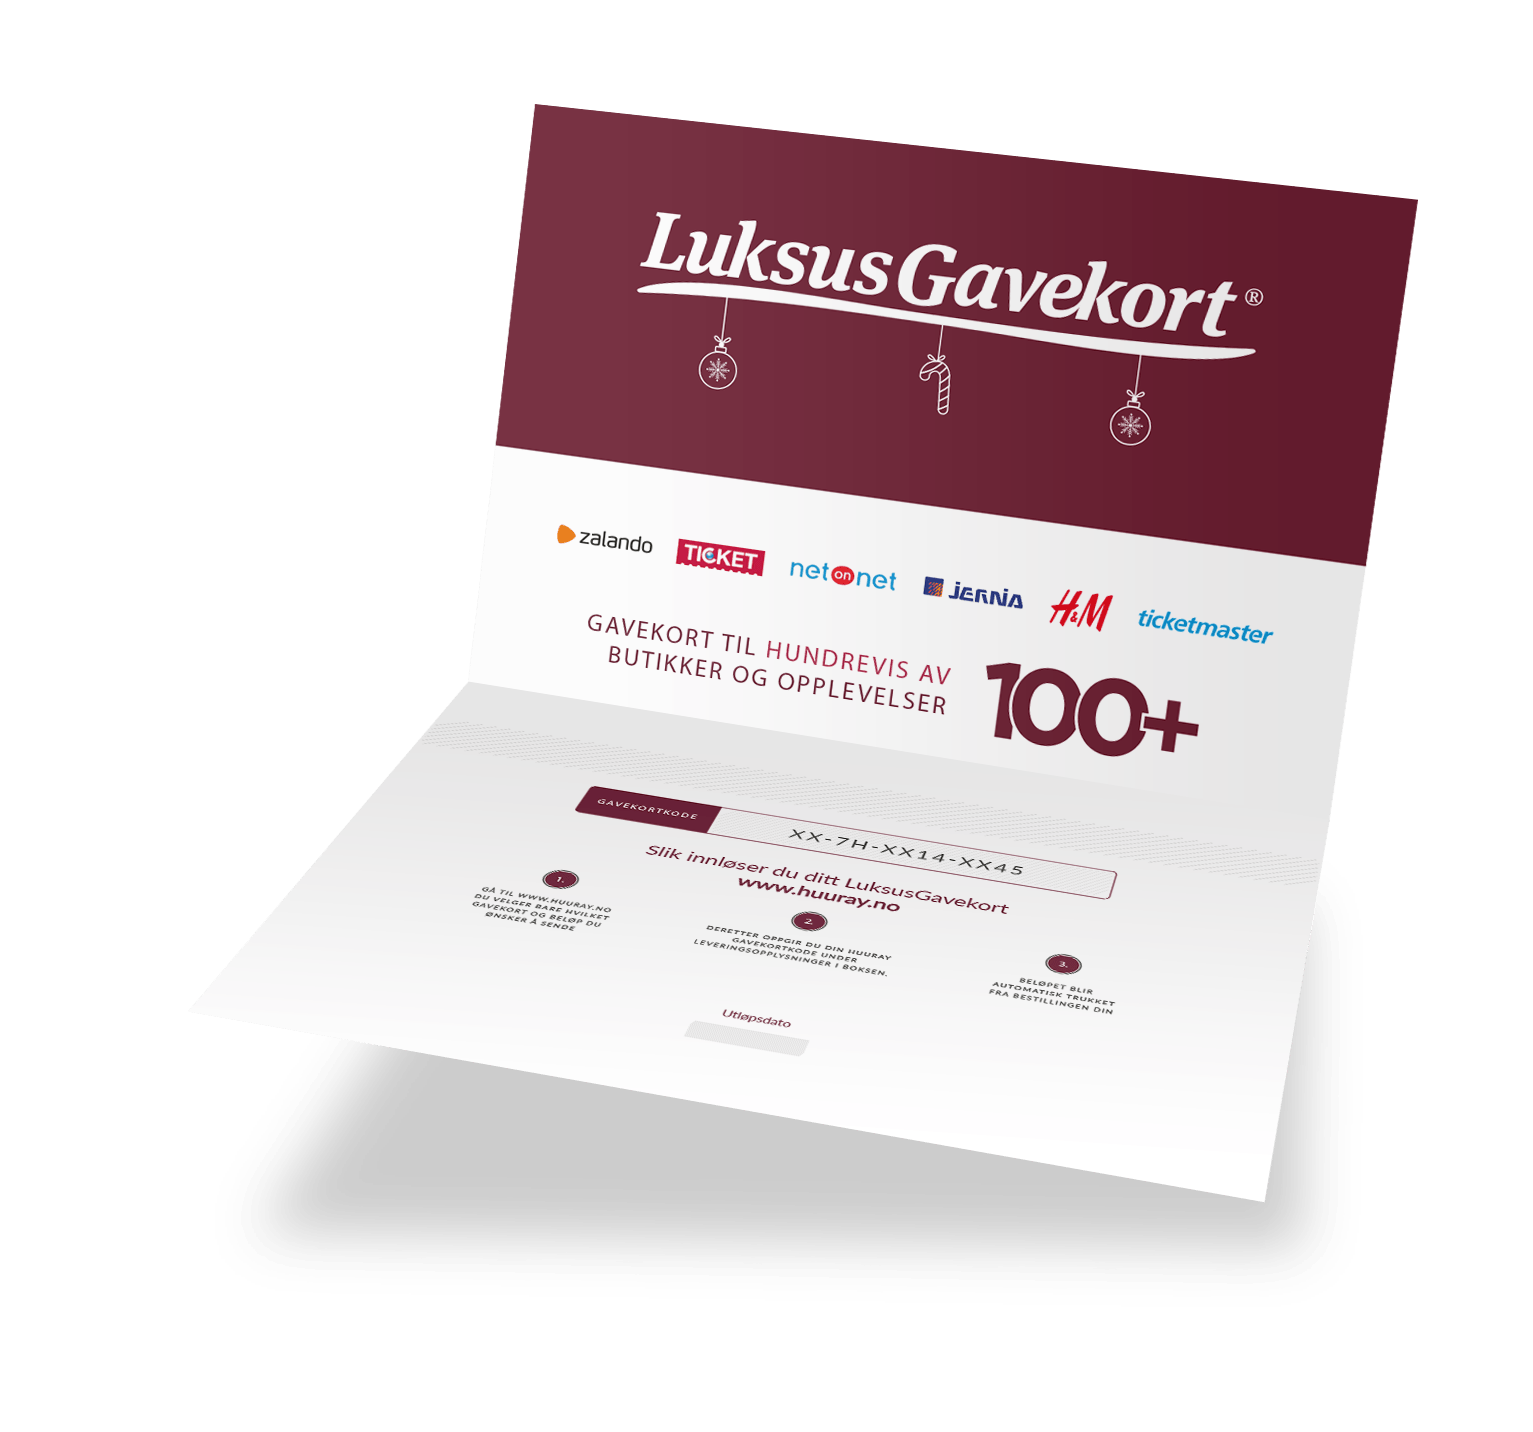 LuksusGavekort®
zalando
TICKET
net on net
JERNIA
H&M
ticketmaster
GAVEKORT TIL HUNDREVIS AV
BUTIKKER OG OPPLEVELSER
100+
GAVEKORTKODE
XX-7H-XX14-XX45
Slik innløser du ditt LuksusGavekort
www.huuray.no
1.
GÅ TIL WWW.HUURAY.NO
DU VELGER BARE HVILKET
GAVEKORT OG BELØP DU
ØNSKER Å SENDE
2.
DERETTER OPPGIR DU DIN HUURAY
GAVEKORTKODE UNDER
LEVERINGSOPPLYSNINGER I BOKSEN.
3.
BELØPET BLIR
AUTOMATISK TRUKKET
FRA BESTILLINGEN DIN
Utløpsdato